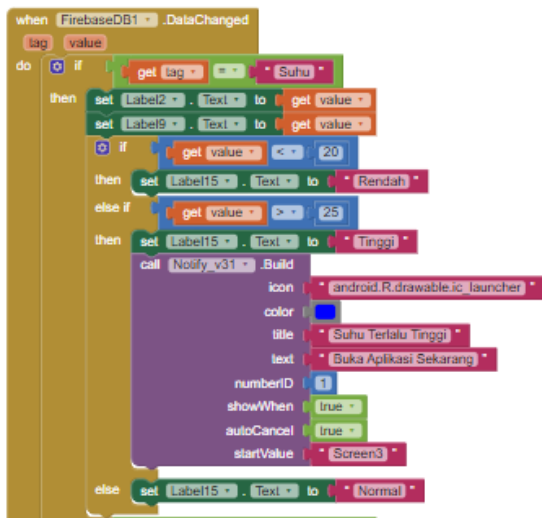 when FirebaseDB1 .DataChanged
tag value
do if get tag = " Suhu "
then set Label2 . Text to get value
set Label9 . Text to get value
if get value < 20
then set Label15 . Text to " Rendah "
else if get value > 25
then set Label15 . Text to " Tinggi "
call Notify_v31 .Build
icon " android.R.drawable.ic_launcher "
color
title " Suhu Terlalu Tinggi "
text " Buka Aplikasi Sekarang "
numberID 1
showWhen true
autoCancel true
startValue " Screen3 "
else set Label15 . Text to " Normal "